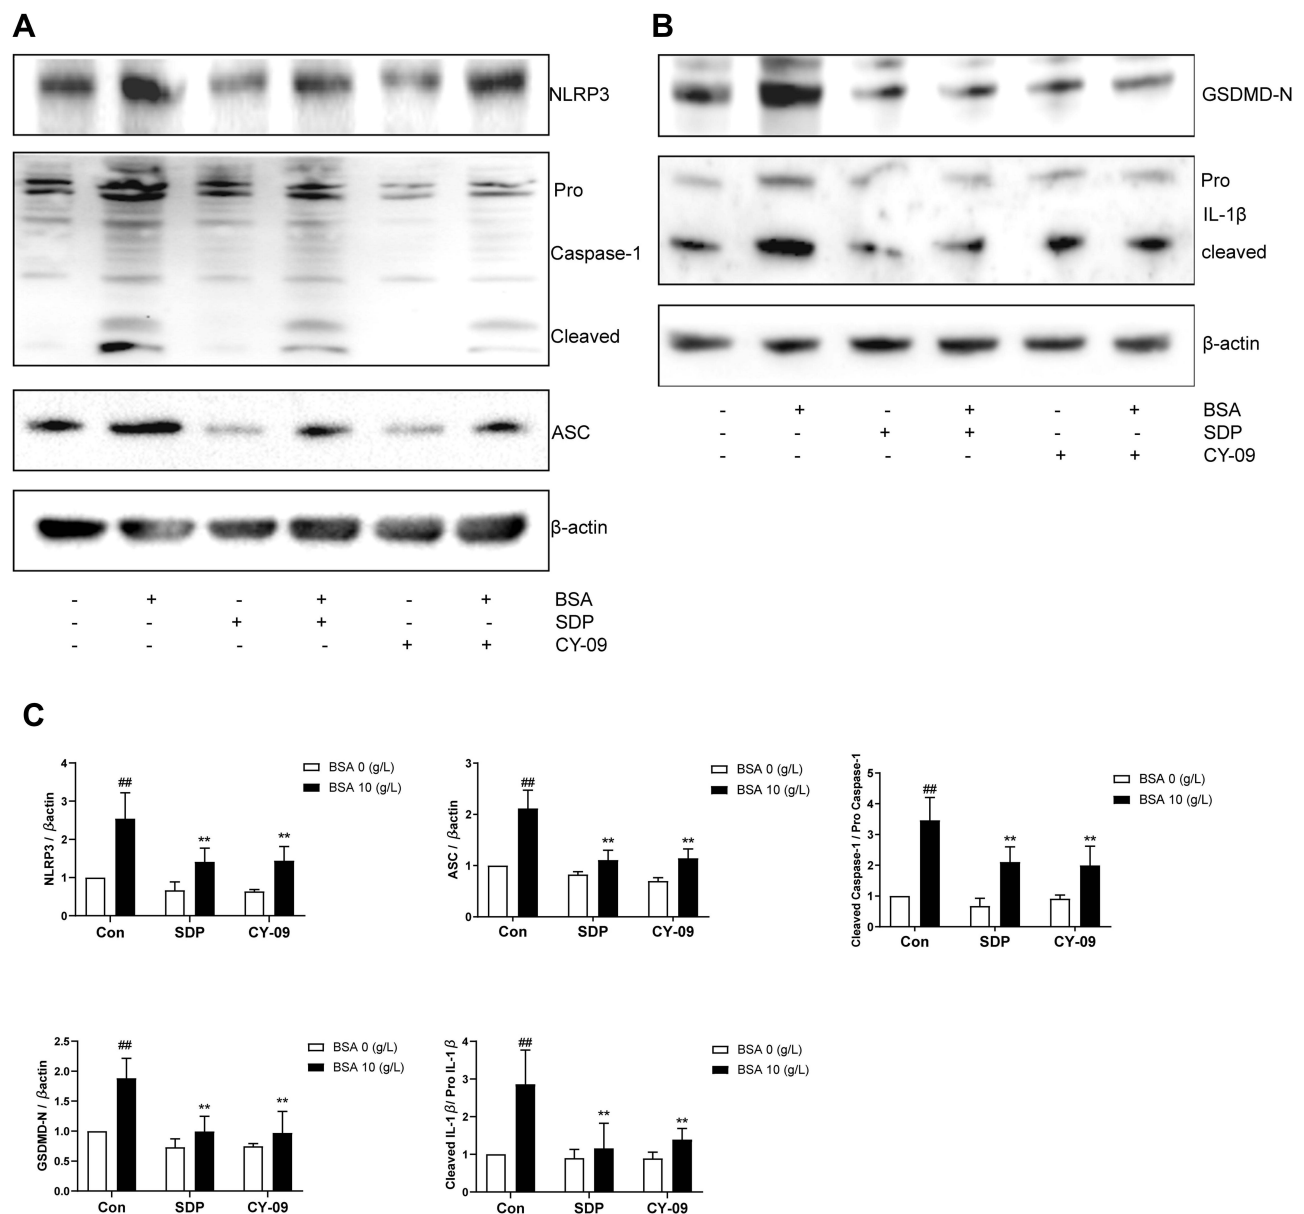 A
NLRP3
Pro
Caspase-1
Cleaved
ASC
β-actin
- + - + - + BSA
- - + + - - SDP
- - - - + + CY-09
B
GSDMD-N
Pro
IL-1β
cleaved
β-actin
- + - + - + BSA
- - + + - - SDP
- - - - + + CY-09
C
NLRP3 / βactin
4
3
2
1
0
##
**
**
Con SDP CY-09
BSA 0 (g/L)
BSA 10 (g/L)
ASC / βactin
3
2
1
0
##
**
**
Con SDP CY-09
BSA 0 (g/L)
BSA 10 (g/L)
Cleaved Caspase-1 / Pro Caspase-1
5
4
3
2
1
0
##
**
**
Con SDP CY-09
BSA 0 (g/L)
BSA 10 (g/L)
GSDMD-N / βactin
2.5
2.0
1.5
1.0
0.5
0.0
##
**
**
Con SDP CY-09
BSA 0 (g/L)
BSA 10 (g/L)
Cleaved IL-1 β/ Pro IL-1 β
4
3
2
1
0
##
**
**
Con SDP CY-09
BSA 0 (g/L)
BSA 10 (g/L)